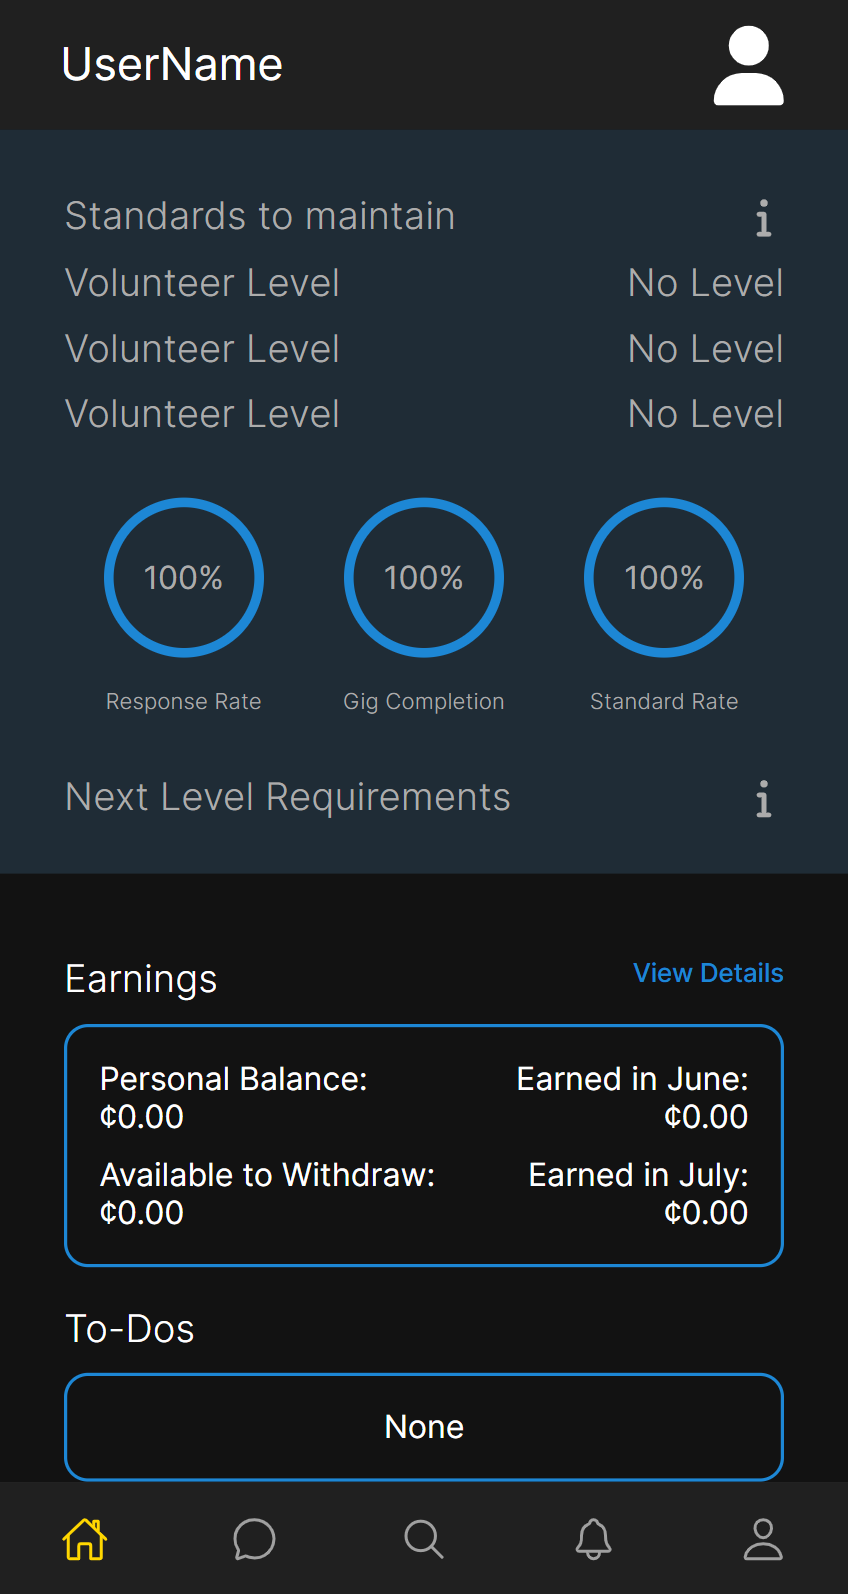 UserName
Standards to maintain
Volunteer Level No Level
Volunteer Level No Level
Volunteer Level No Level
100% 100% 100%
Response Rate Gig Completion Standard Rate
Next Level Requirements
Earnings View Details
Personal Balance: Earned in June:
₵0.00 ₵0.00
Available to Withdraw: Earned in July:
₵0.00 ₵0.00
To-Dos
None